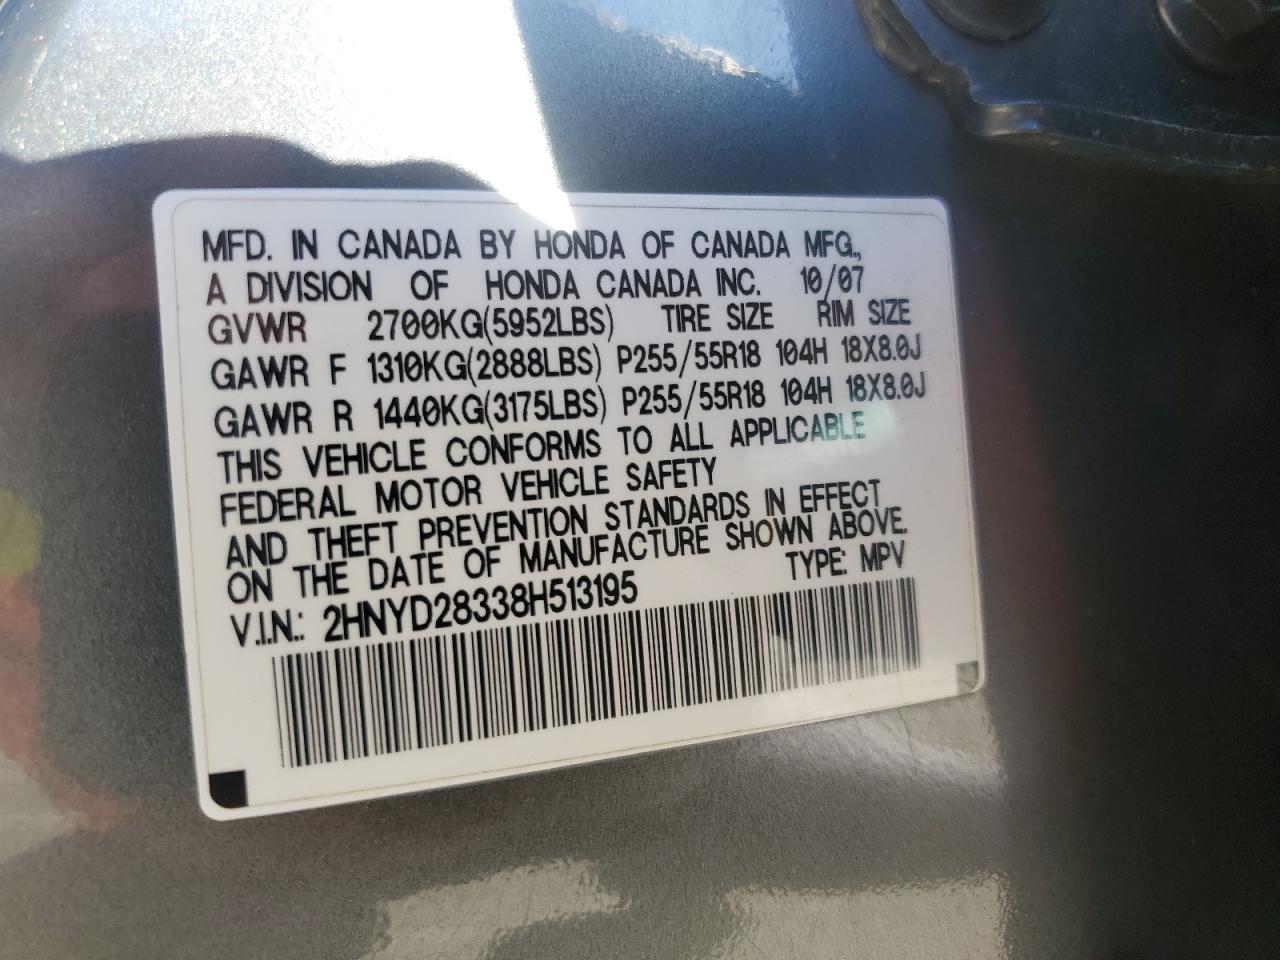 MFD. IN CANADA BY HONDA OF CANADA MFG.,
A DIVISION OF HONDA CANADA INC. 10/07
GVWR 2700KG(5952LBS) TIRE SIZE RIM SIZE
GAWR F 1310KG(2888LBS) P255/55R18 104H 18X8.0J
GAWR R 1440KG(3175LBS) P255/55R18 104H 18X8.0J
THIS VEHICLE CONFORMS TO ALL APPLICABLE
FEDERAL MOTOR VEHICLE SAFETY
AND THEFT PREVENTION STANDARDS IN EFFECT
ON THE DATE OF MANUFACTURE SHOWN ABOVE.
V.I.N.: 2HNYD28338H513195 TYPE: MPV